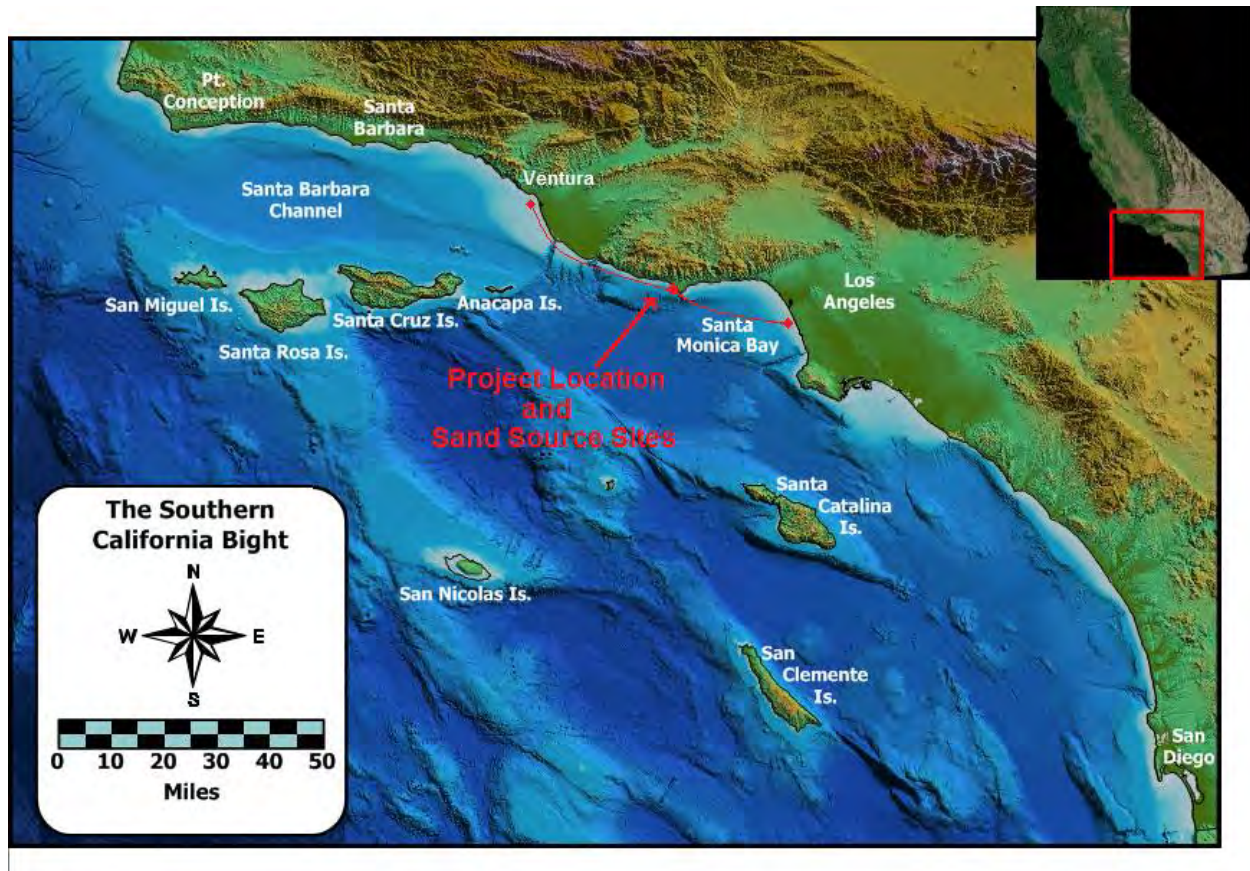 Pt.
Conception
Santa
Barbara
Ventura
Santa Barbara
Channel
Los
Angeles
San Miguel Is.
Santa Rosa Is.
Santa Cruz Is.
Anacapa Is.
Santa
Monica Bay
Project Location
and
Sand Source Sites
Santa
Catalina
Is.
San Nicolas Is.
San
Clemente
Is.
San
Diego
The Southern
California Bight
N
W E
S
0 10 20 30 40 50
Miles